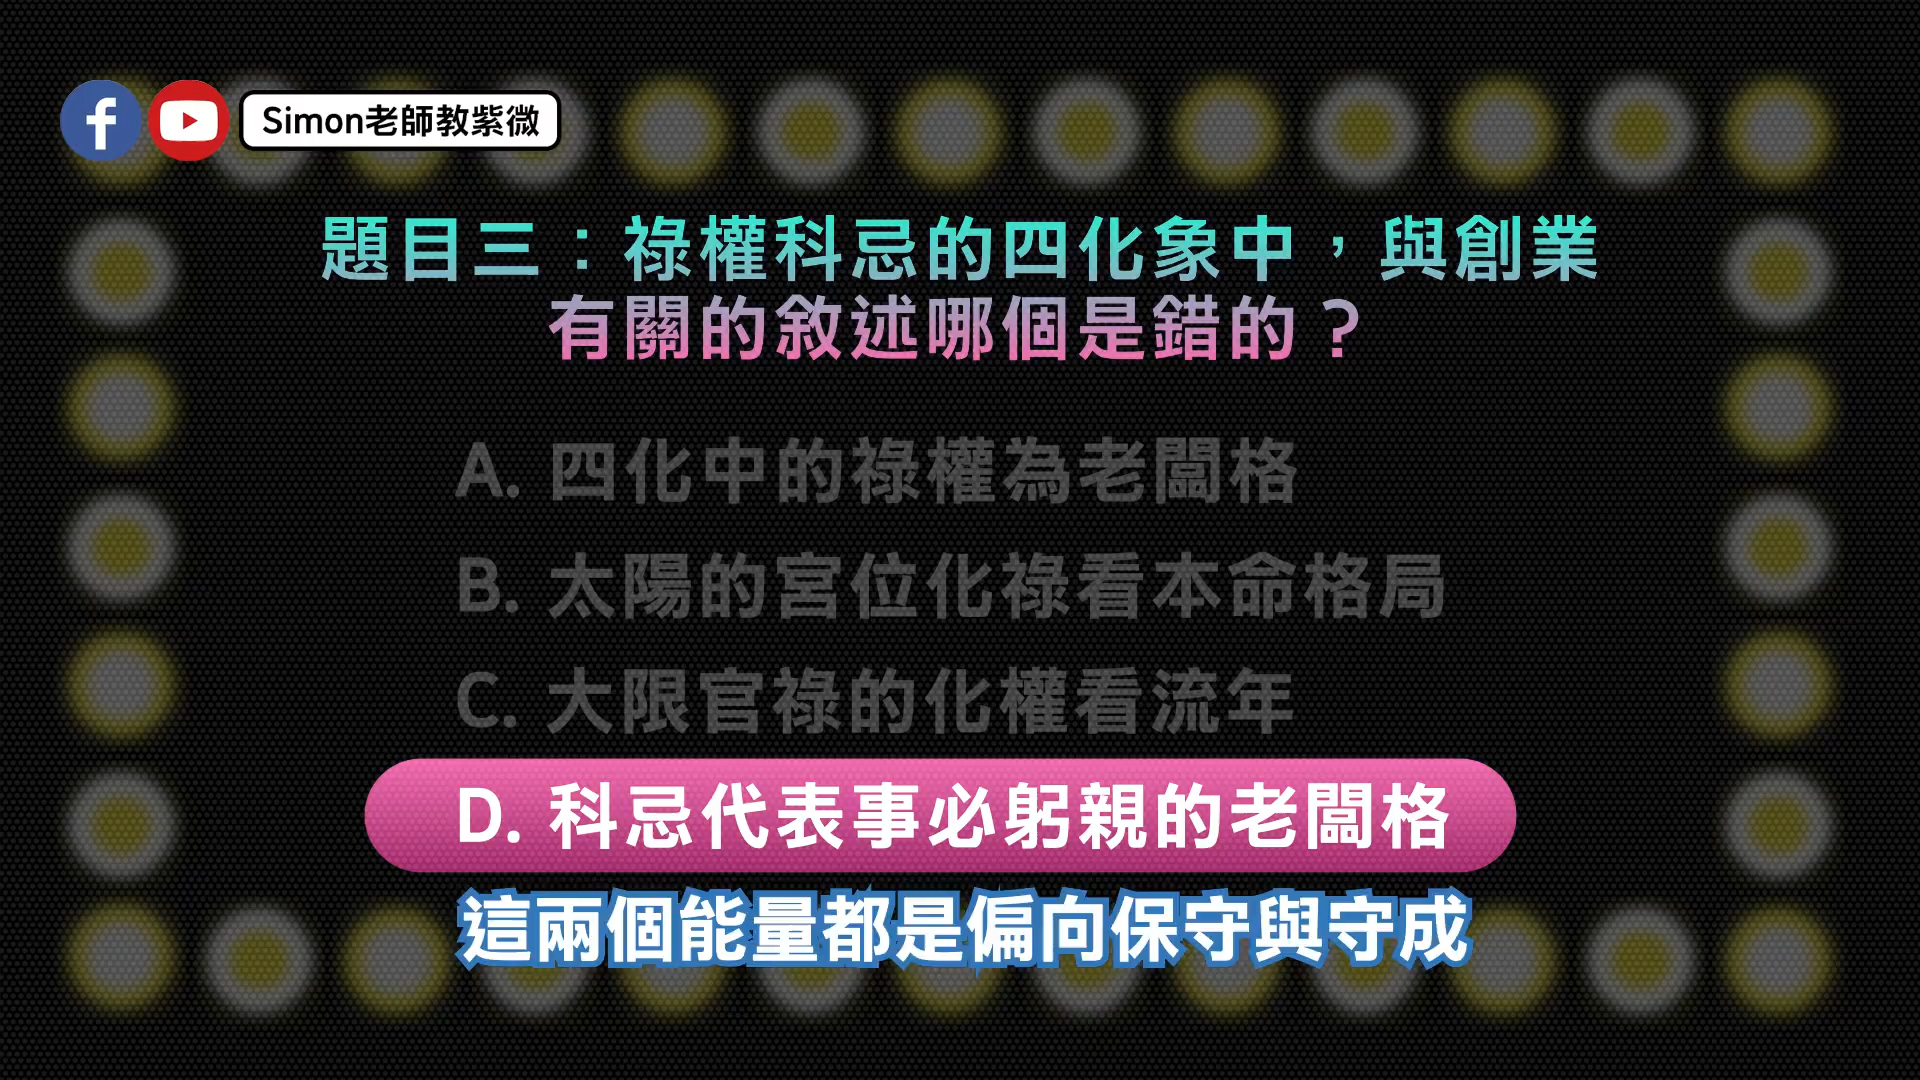 Simon老師教紫微
題目三：祿權科忌的四化象中，與創業
有關的敘述哪個是錯的？
A. 四化中的祿權為老闆格
B. 太陽的宮位化祿看本命格局
C. 大限官祿的化權看流年
D. 科忌代表事必躬親的老闆格
這兩個能量都是偏向保守與守成